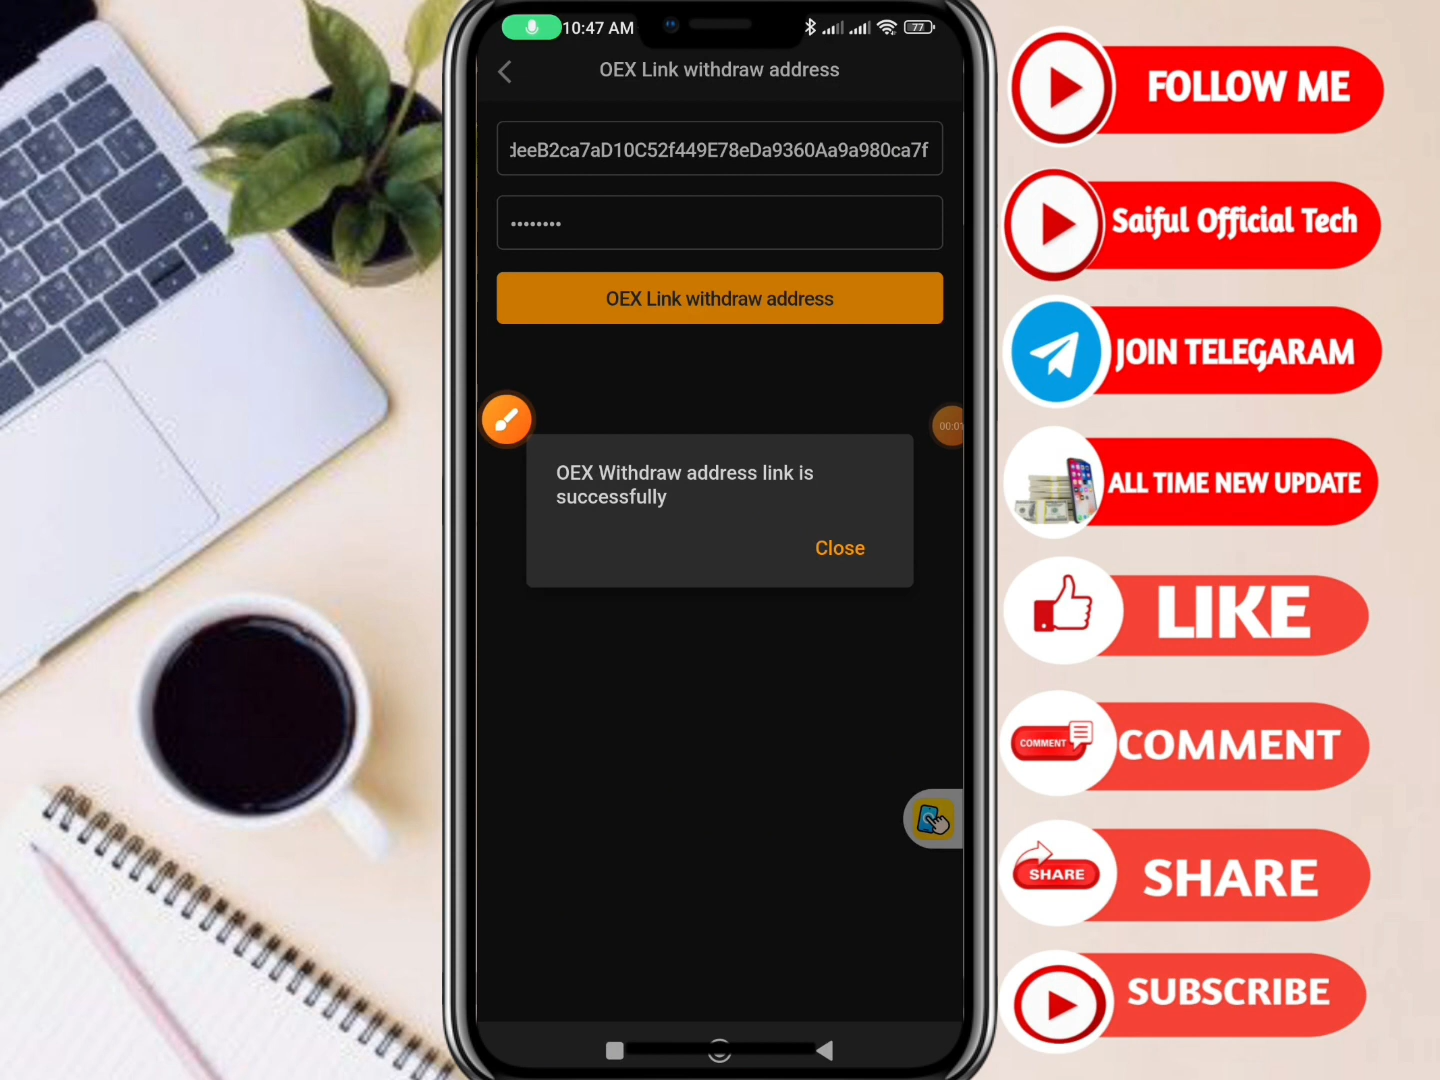 10:47 AM
77
OEX Link withdraw address
deeB2ca7aD10C52f449E78eDa9360Aa9a980ca7f
••••••••
OEX Link withdraw address
OEX Withdraw address link is
successfully
Close
FOLLOW ME
Saiful Official Tech
JOIN TELEGARAM
ALL TIME NEW UPDATE
LIKE
COMMENT
COMMENT
SHARE
SHARE
SUBSCRIBE